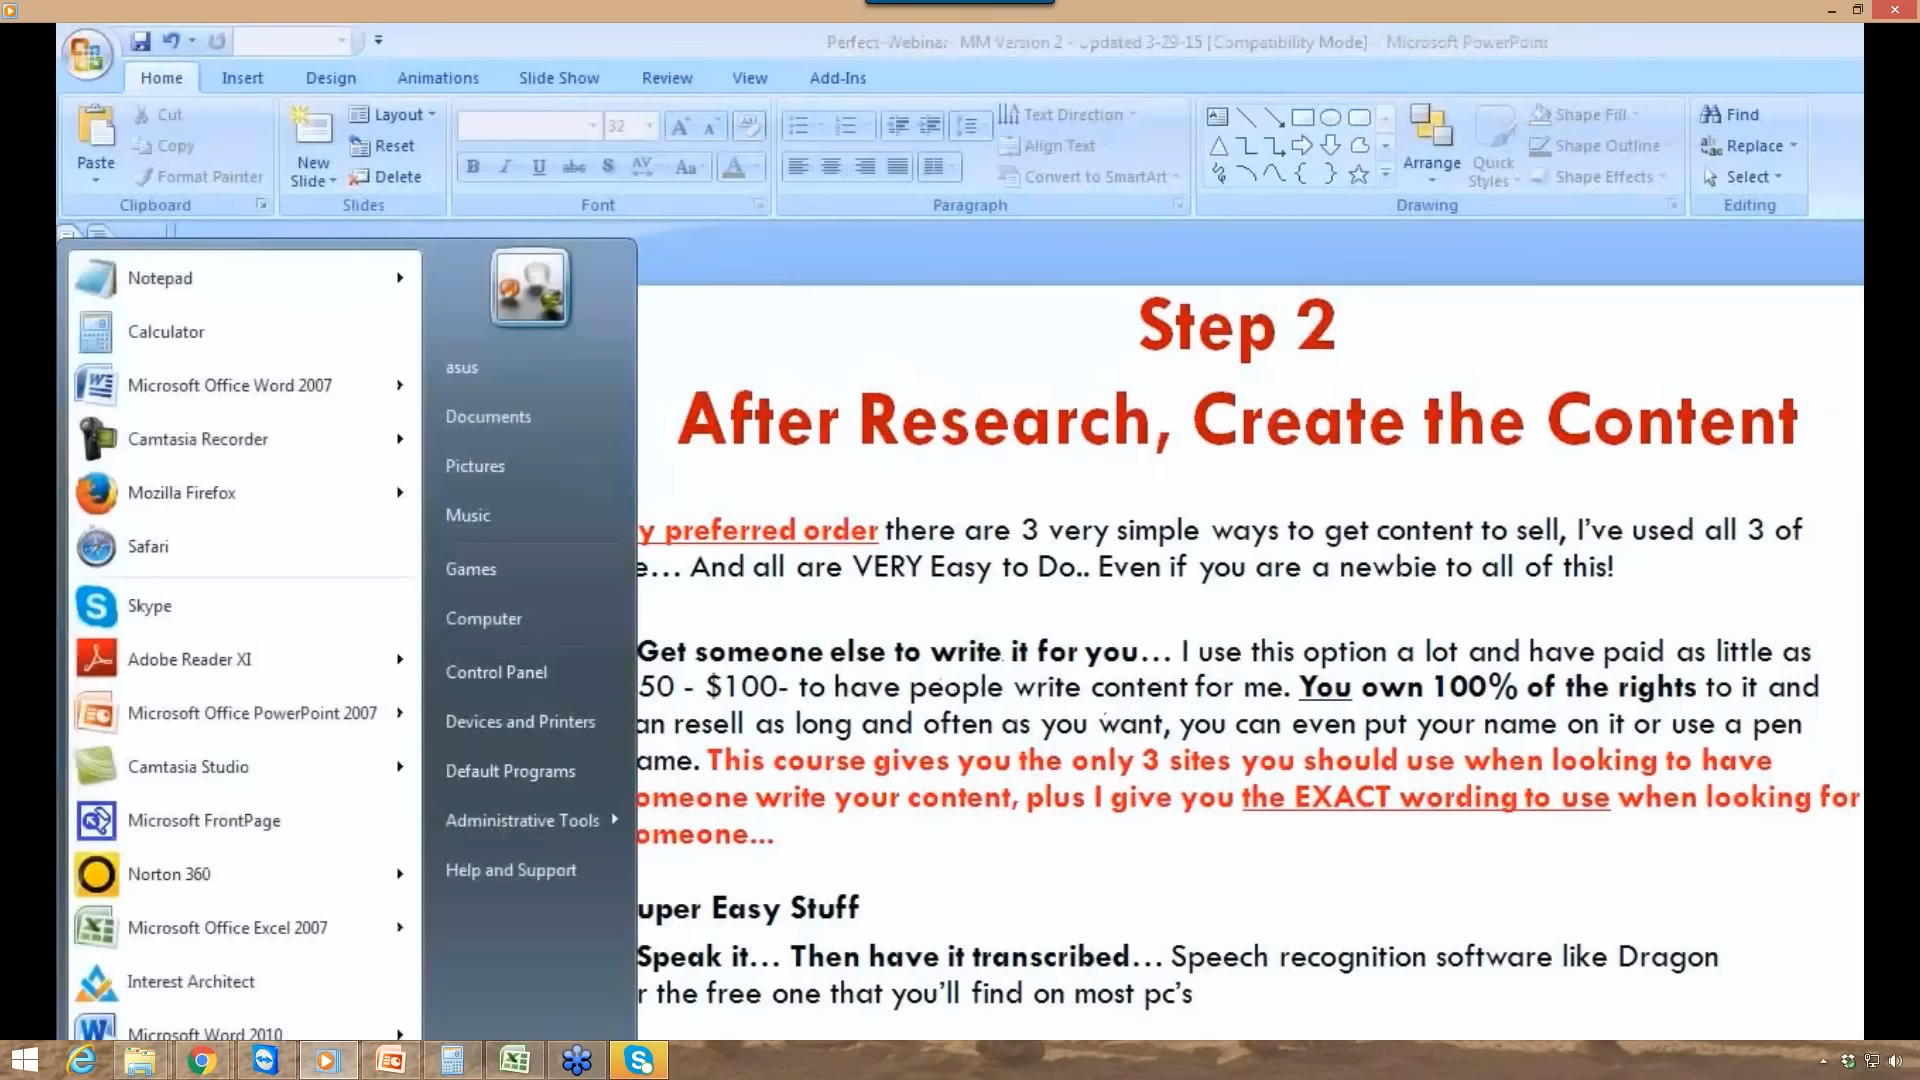 Perfect-Webinar- MM Version 2 - Updated 3-29-15 [Compatibility Mode] - Microsoft PowerPoint
Home Insert Design Animations Slide Show Review View Add-Ins
Paste
Cut
Copy
Format Painter
Clipboard
New Slide
Layout
Reset
Delete
Slides
32
Font
Text Direction
Align Text
Convert to SmartArt
Paragraph
Arrange
Quick Styles
Shape Fill
Shape Outline
Shape Effects
Drawing
Find
Replace
Select
Editing
Notepad
Calculator
Microsoft Office Word 2007
Camtasia Recorder
Mozilla Firefox
Safari
Skype
Adobe Reader XI
Microsoft Office PowerPoint 2007
Camtasia Studio
Microsoft FrontPage
Norton 360
Microsoft Office Excel 2007
Interest Architect
Microsoft Word 2010
asus
Documents
Pictures
Music
Games
Computer
Control Panel
Devices and Printers
Default Programs
Administrative Tools
Help and Support
Step 2
After Research, Create the Content
y preferred order there are 3 very simple ways to get content to sell, I've used all 3 of
e... And all are VERY Easy to Do.. Even if you are a newbie to all of this!
Get someone else to write it for you... I use this option a lot and have paid as little as
50 - $100- to have people write content for me. You own 100% of the rights to it and
an resell as long and often as you want, you can even put your name on it or use a pen
ame. This course gives you the only 3 sites you should use when looking to have
omeone write your content, plus I give you the EXACT wording to use when looking for
omeone...
uper Easy Stuff
Speak it... Then have it transcribed... Speech recognition software like Dragon
r the free one that you'll find on most pc's